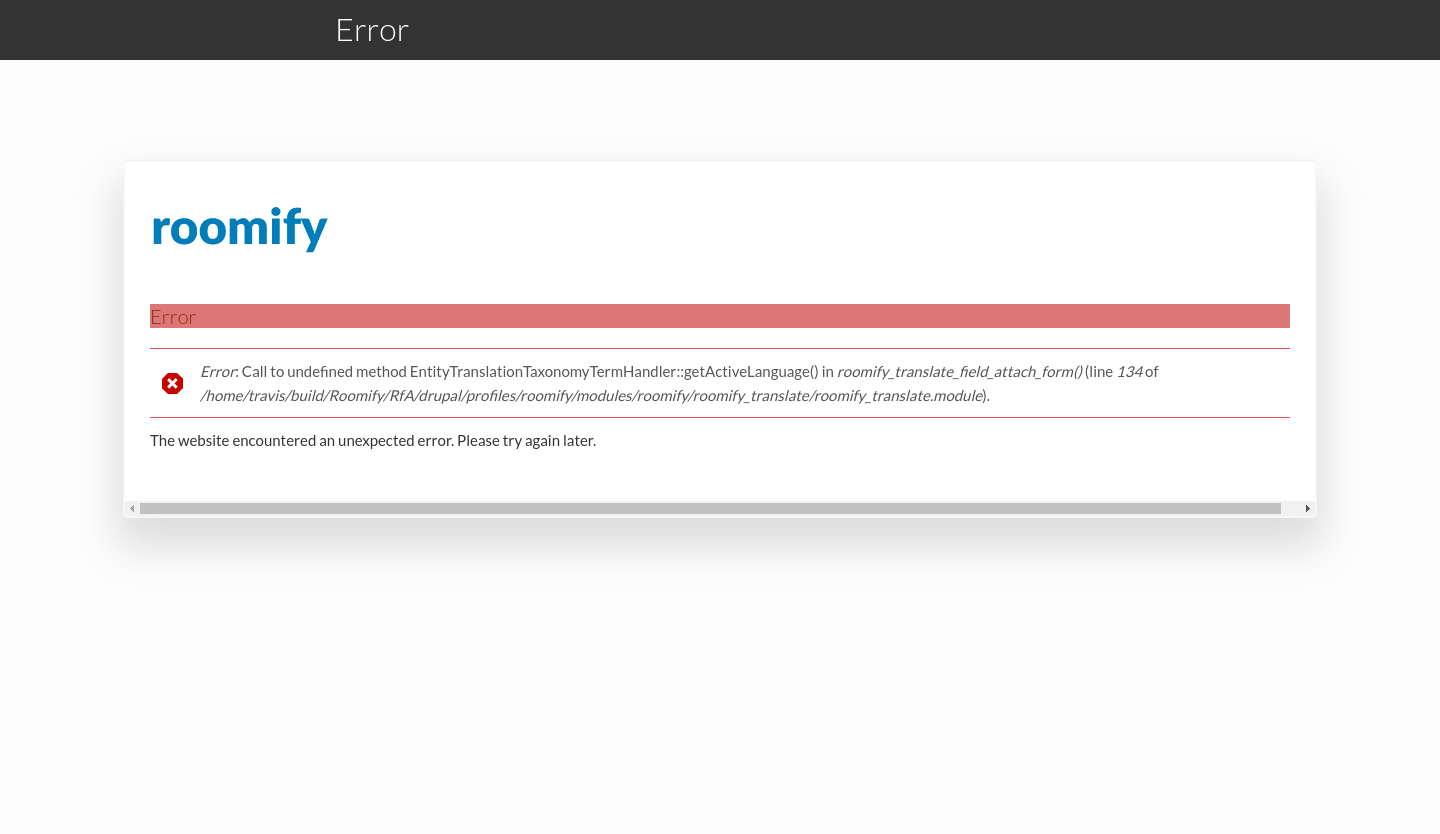 Error
roomify
Error
Error: Call to undefined method EntityTranslationTaxonomyTermHandler::getActiveLanguage() in roomify_translate_field_attach_form() (line 134 of
/home/travis/build/Roomify/RfA/drupal/profiles/roomify/modules/roomify/roomify_translate/roomify_translate.module).
The website encountered an unexpected error. Please try again later.